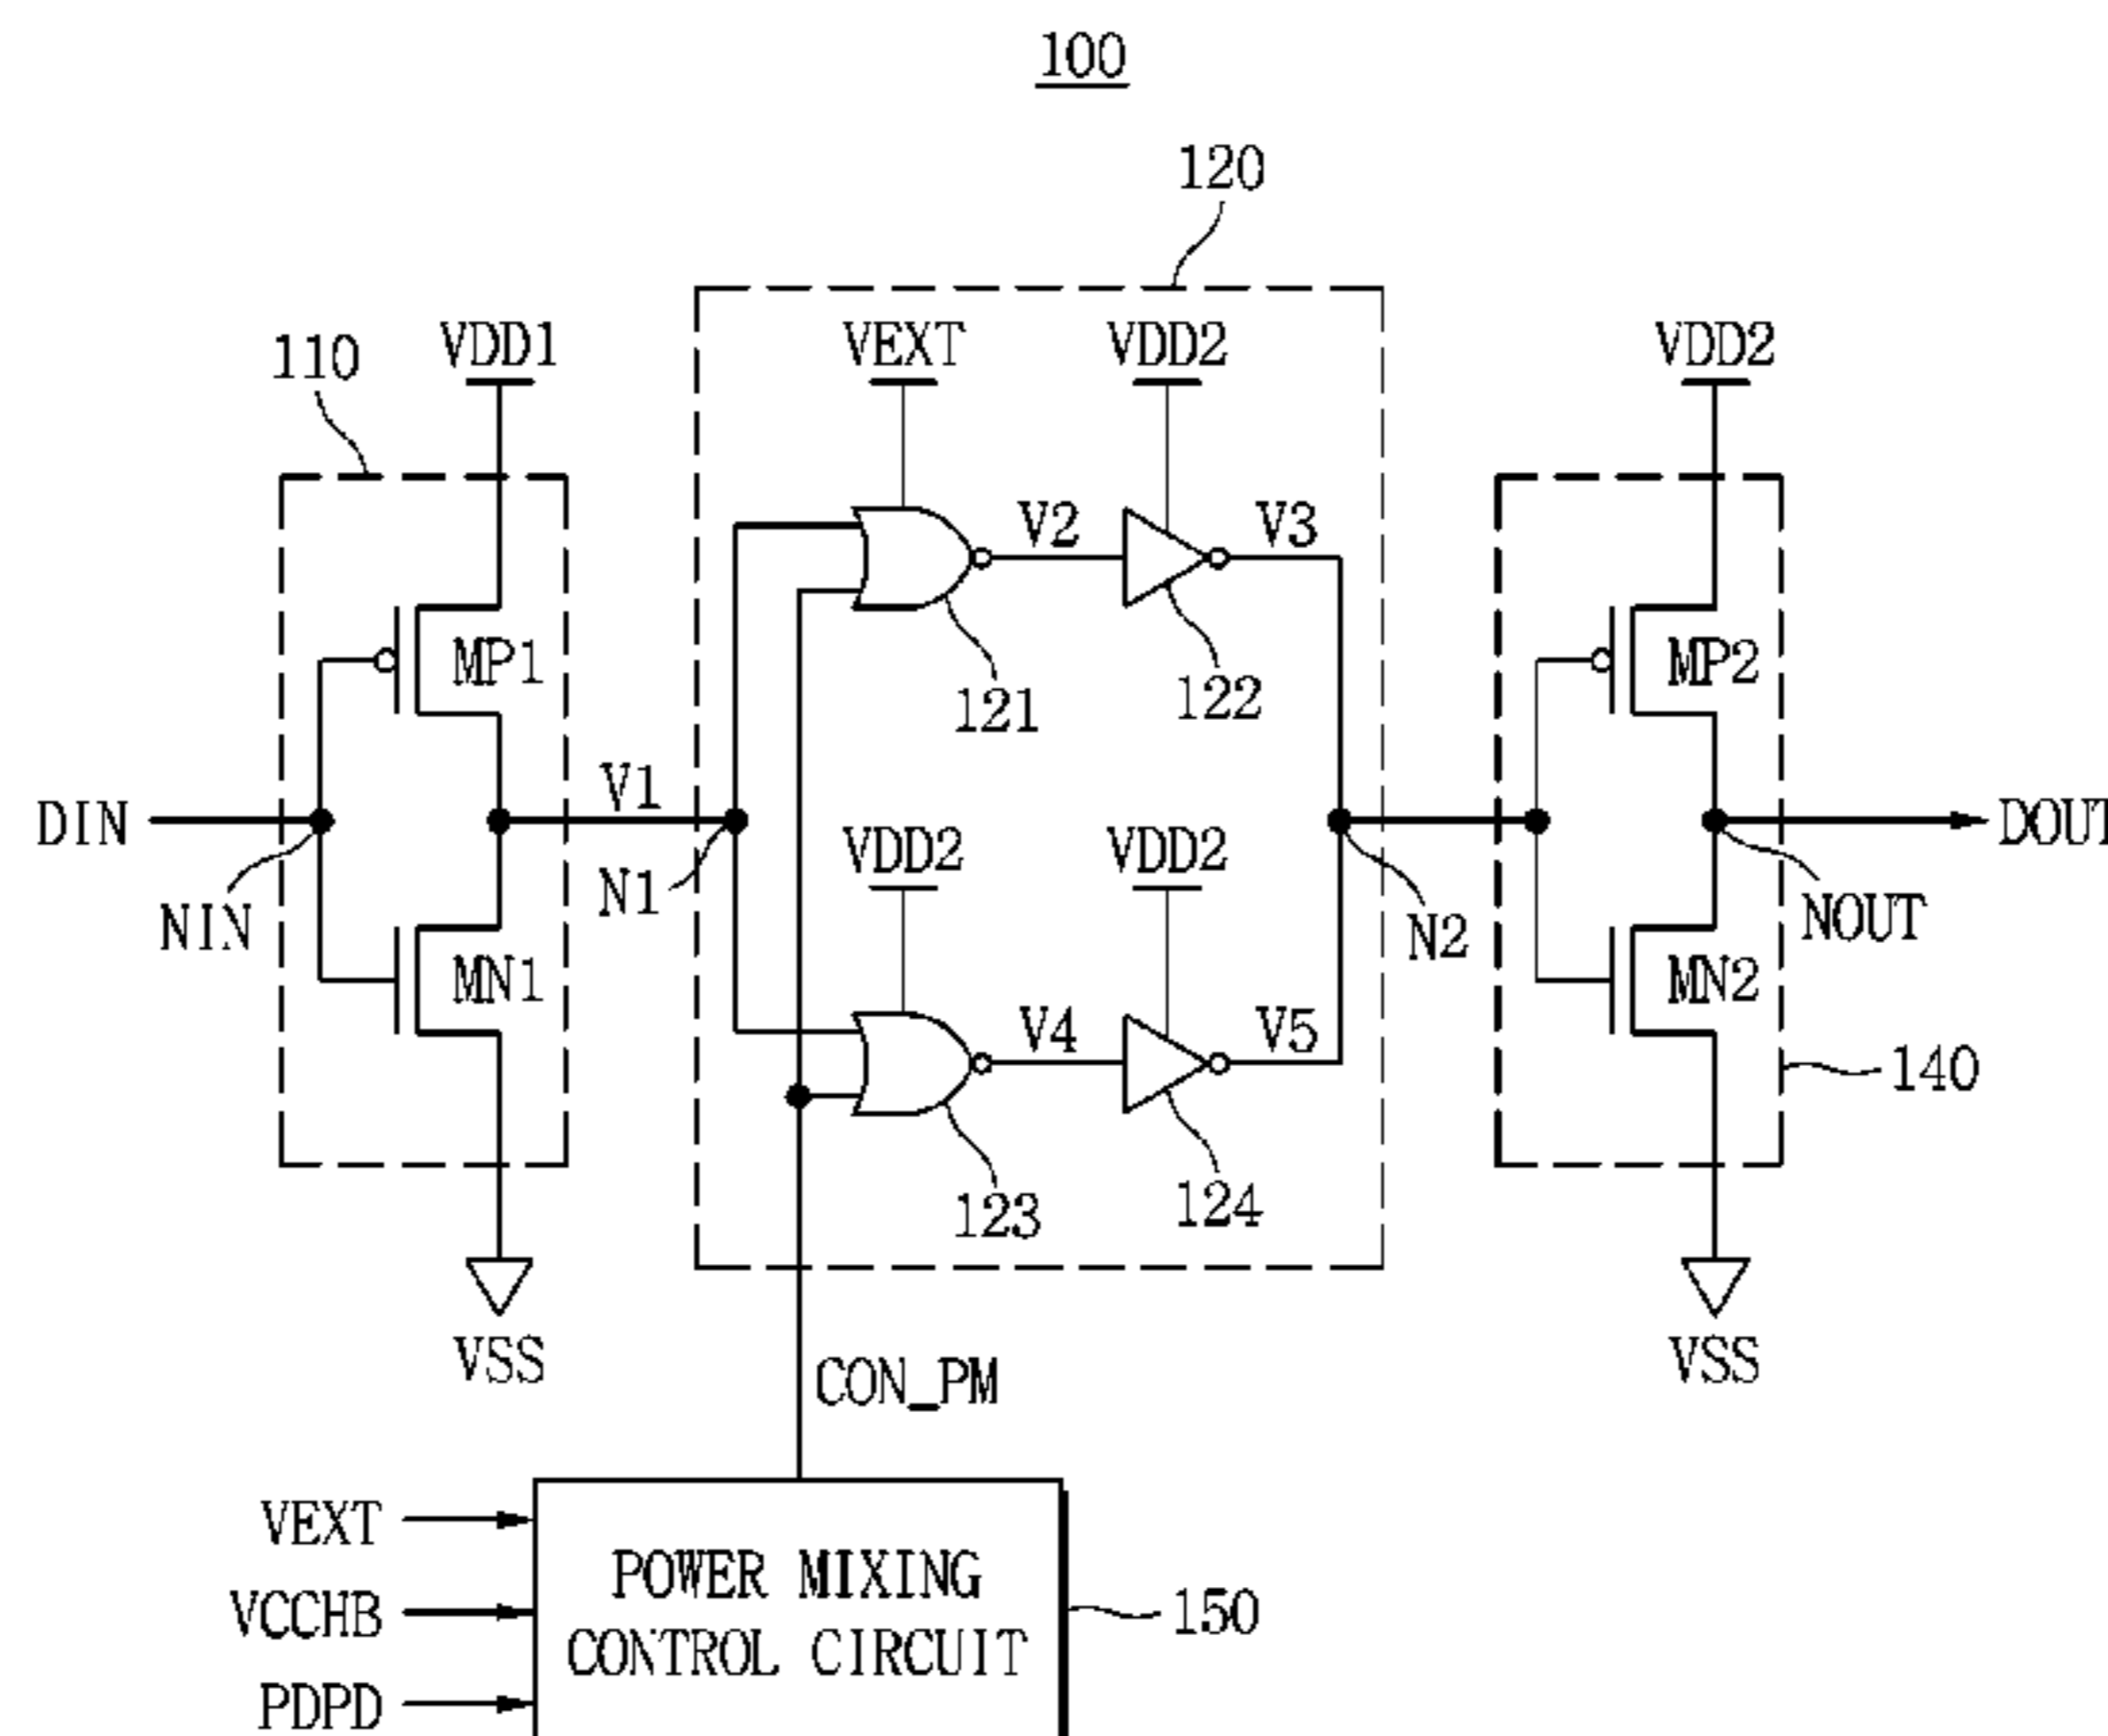 100
120
110
VDD1
VEXT
VDD2
VDD2
V2
V3
MP1
121
122
MP2
DIN
V1
NIN
N1
VDD2
VDD2
N2
NOUT
DOUT
MN1
V4
V5
MN2
140
123
124
VSS
VSS
CON_PM
VEXT
VCCHB
PDPD
POWER MIXING
CONTROL CIRCUIT
150